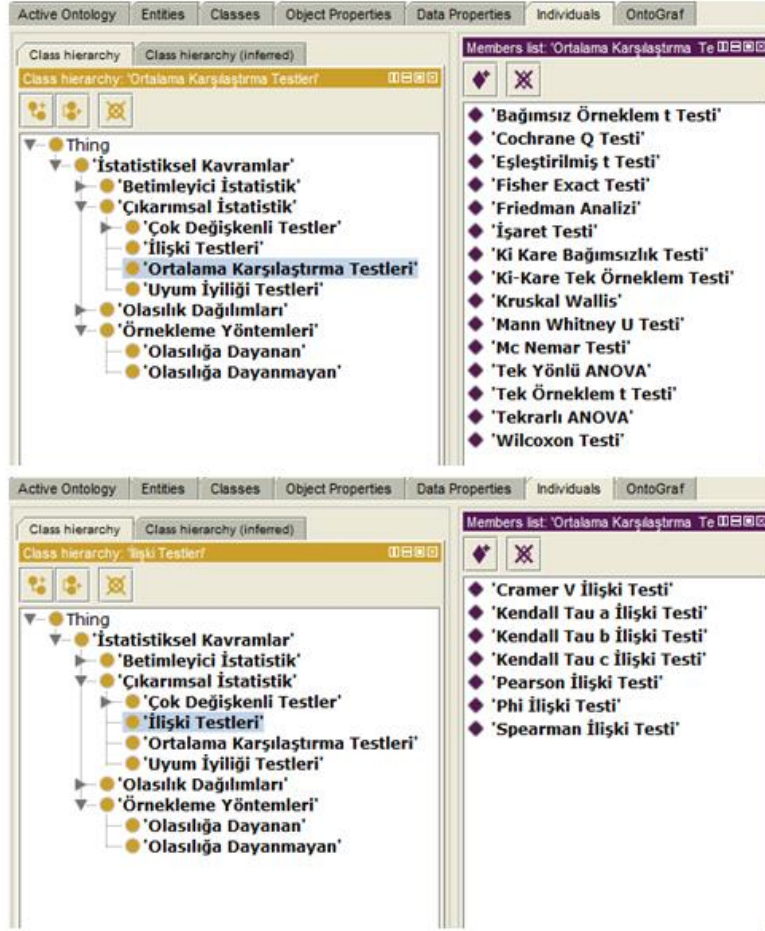 Active Ontology Entities Classes Object Properties Data Properties Individuals OntoGraf
Class hierarchy Class hierarchy (inferred)
Class hierarchy: 'Ortalama Karşılaştırma Testleri'
Thing
'İstatistiksel Kavramlar'
'Betimleyici İstatistik'
'Çıkarımsal İstatistik'
'Çok Değişkenli Testler'
'İlişki Testleri'
'Ortalama Karşılaştırma Testleri'
'Uyum İyiliği Testleri'
'Olasılık Dağılımları'
'Örnekleme Yöntemleri'
'Olasılığa Dayanan'
'Olasılığa Dayanmayan'
Members list: 'Ortalama Karşılaştırma Te
'Bağımsız Örneklem t Testi'
'Cochrane Q Testi'
'Eşleştirilmiş t Testi'
'Fisher Exact Testi'
'Friedman Analizi'
'İşaret Testi'
'Ki Kare Bağımsızlık Testi'
'Ki-Kare Tek Örneklem Testi'
'Kruskal Wallis'
'Mann Whitney U Testi'
'Mc Nemar Testi'
'Tek Yönlü ANOVA'
'Tek Örneklem t Testi'
'Tekrarlı ANOVA'
'Wilcoxon Testi'
Active Ontology Entities Classes Object Properties Data Properties Individuals OntoGraf
Class hierarchy Class hierarchy (inferred)
Class hierarchy: 'İlişki Testleri'
Thing
'İstatistiksel Kavramlar'
'Betimleyici İstatistik'
'Çıkarımsal İstatistik'
'Çok Değişkenli Testler'
'İlişki Testleri'
'Ortalama Karşılaştırma Testleri'
'Uyum İyiliği Testleri'
'Olasılık Dağılımları'
'Örnekleme Yöntemleri'
'Olasılığa Dayanan'
'Olasılığa Dayanmayan'
Members list: 'Ortalama Karşılaştırma Te
'Cramer V İlişki Testi'
'Kendall Tau a İlişki Testi'
'Kendall Tau b İlişki Testi'
'Kendall Tau c İlişki Testi'
'Pearson İlişki Testi'
'Phi İlişki Testi'
'Spearman İlişki Testi'